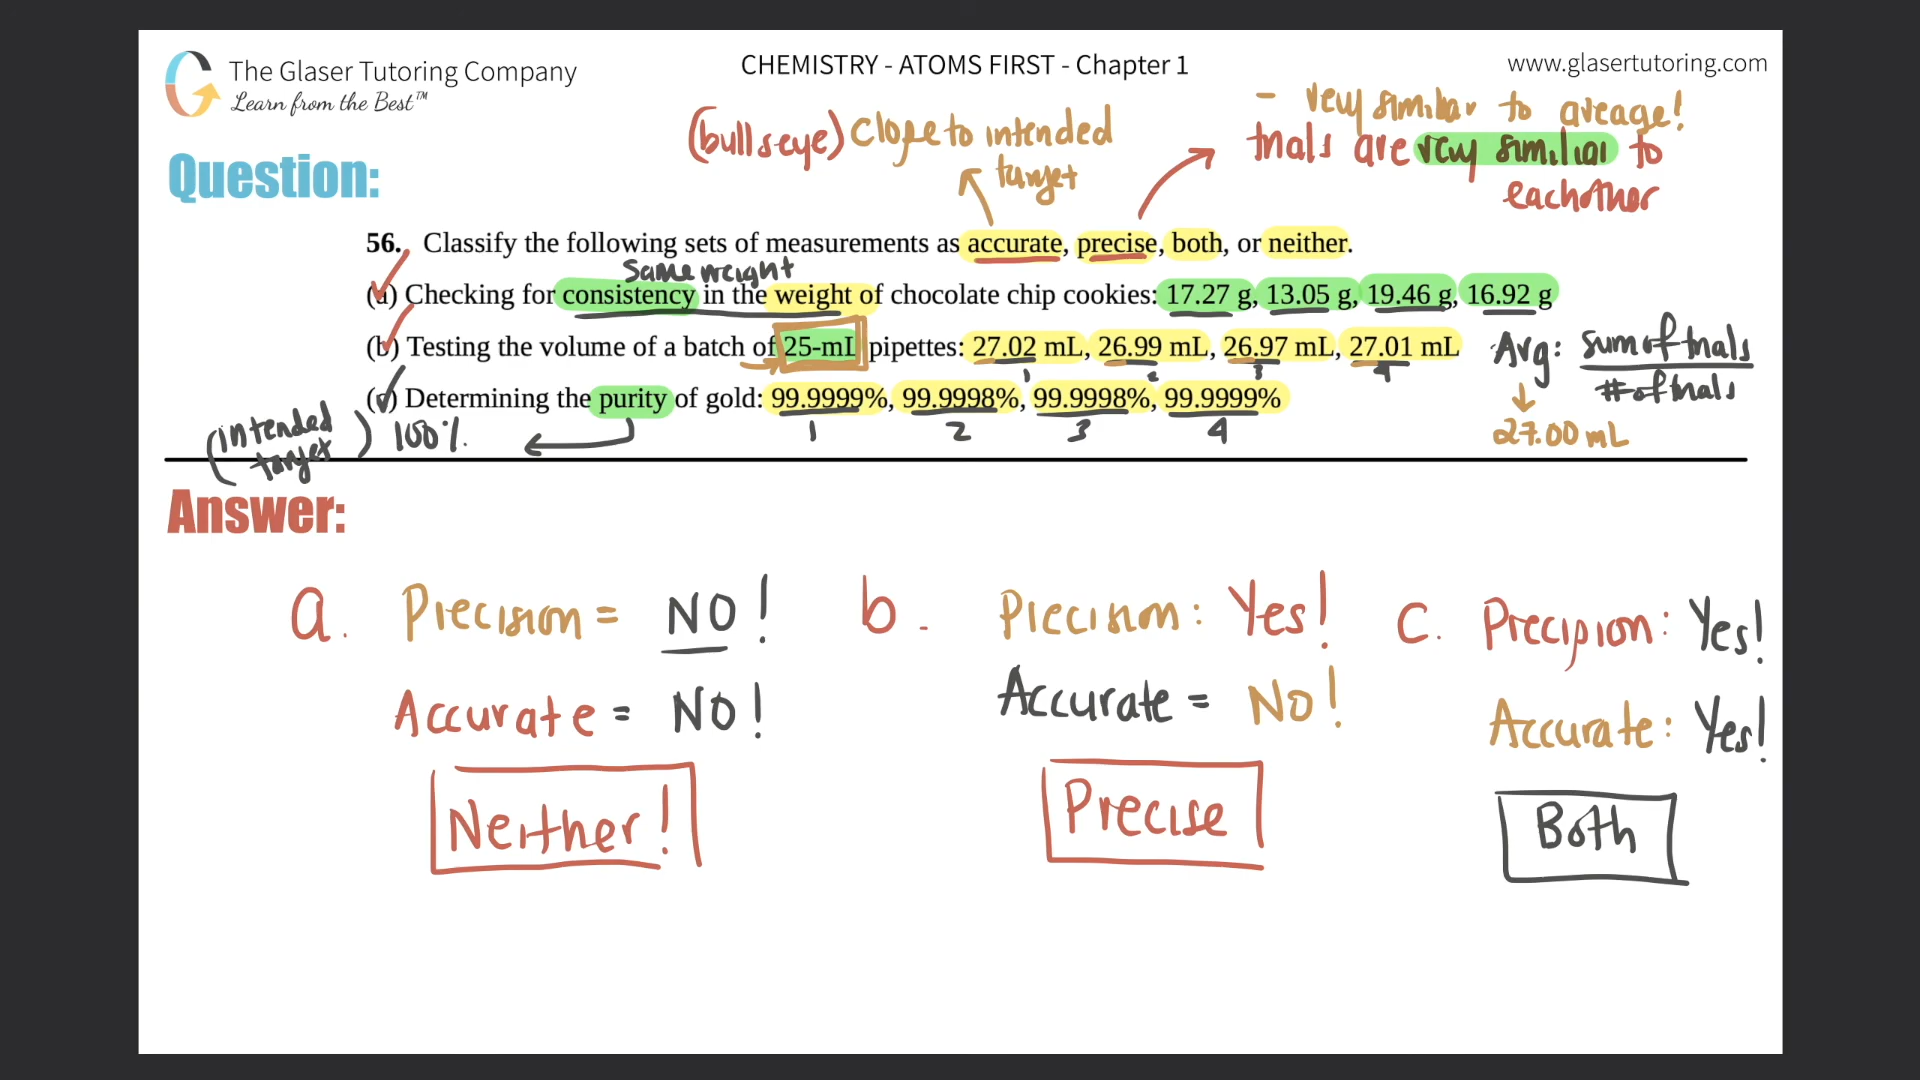 The Glaser Tutoring Company
Learn from the Best™
CHEMISTRY - ATOMS FIRST - Chapter 1
www.glasertutoring.com
- very similar to average!
(bullseye) Close to intended target
trials are very similiar to eachother
Question:
56. Classify the following sets of measurements as accurate, precise, both, or neither.
same weight
(a) Checking for consistency in the weight of chocolate chip cookies: 17.27 g, 13.05 g, 19.46 g, 16.92 g
(b) Testing the volume of a batch of 25-mL pipettes: 27.02 mL, 26.99 mL, 26.97 mL, 27.01 mL
1 2 3 4
Avg: sum of trials
# of trials
27.00 mL
(c) Determining the purity of gold: 99.9999%, 99.9998%, 99.9998%, 99.9999%
1 2 3 4
(intended target) 100%.
Answer:
a. Precision = NO!
Accurate = NO!
Neither!
b. Precision: Yes!
Accurate = No!
Precise
c. Precision: Yes!
Accurate: Yes!
Both